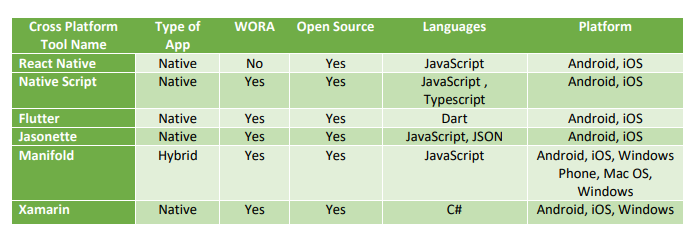 Cross Platform Tool Name | Type of App | WORA | Open Source | Languages | Platform
React Native | Native | No | Yes | JavaScript | Android, iOS
Native Script | Native | Yes | Yes | JavaScript , Typescript | Android, iOS
Flutter | Native | Yes | Yes | Dart | Android, iOS
Jasonette | Native | Yes | Yes | JavaScript, JSON | Android, iOS
Manifold | Hybrid | Yes | Yes | JavaScript | Android, iOS, Windows Phone, Mac OS, Windows
Xamarin | Native | Yes | Yes | C# | Android, iOS, Windows